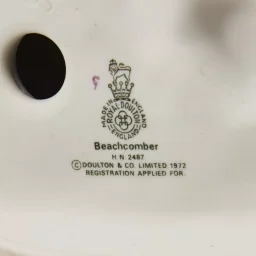 MADE IN ENGLAND
ROYAL DOULTON
ENGLAND
Beachcomber
H N 2487
© DOULTON & CO. LIMITED 1972
REGISTRATION APPLIED FOR.